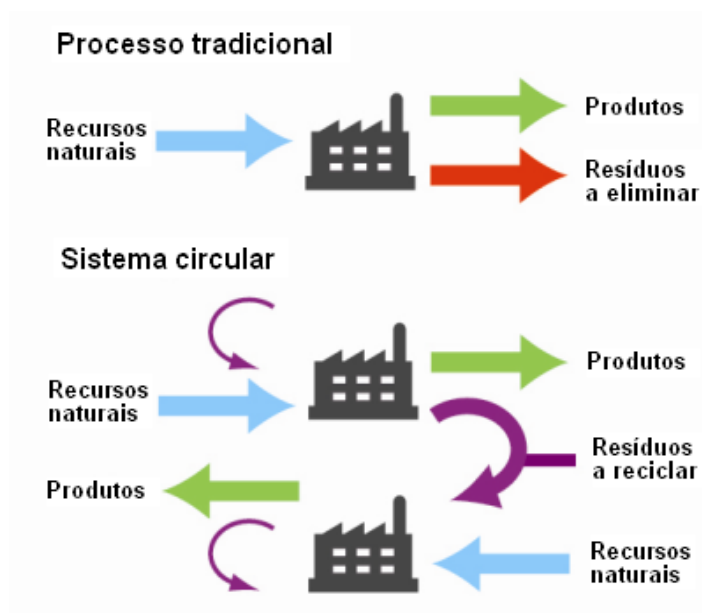 Processo tradicional
Recursos
naturais
Produtos
Resíduos
a eliminar
Sistema circular
Recursos
naturais
Produtos
Resíduos
a reciclar
Produtos
Recursos
naturais